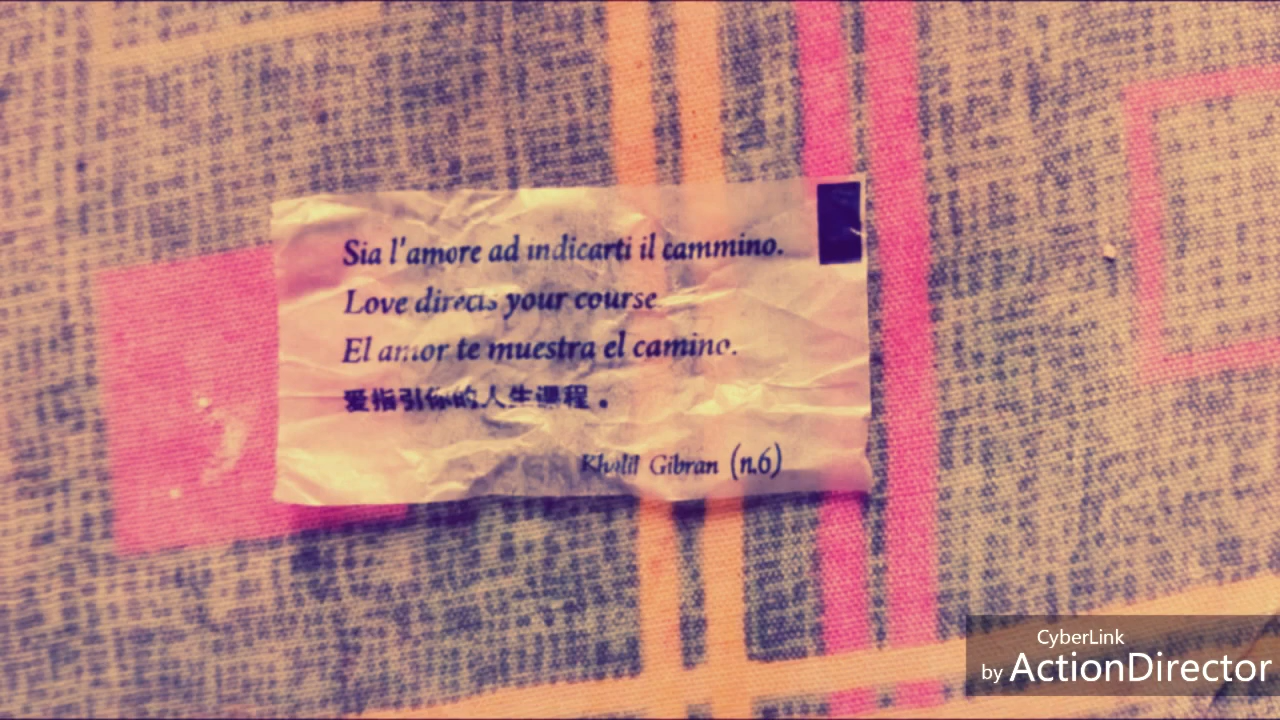 Sia l'amore ad indicarti il cammino.
Love directs your course
El amor te muestra el camino.
爱指引你的人生课程。
Khalil Gibran (n.6)
CyberLink
by ActionDirector